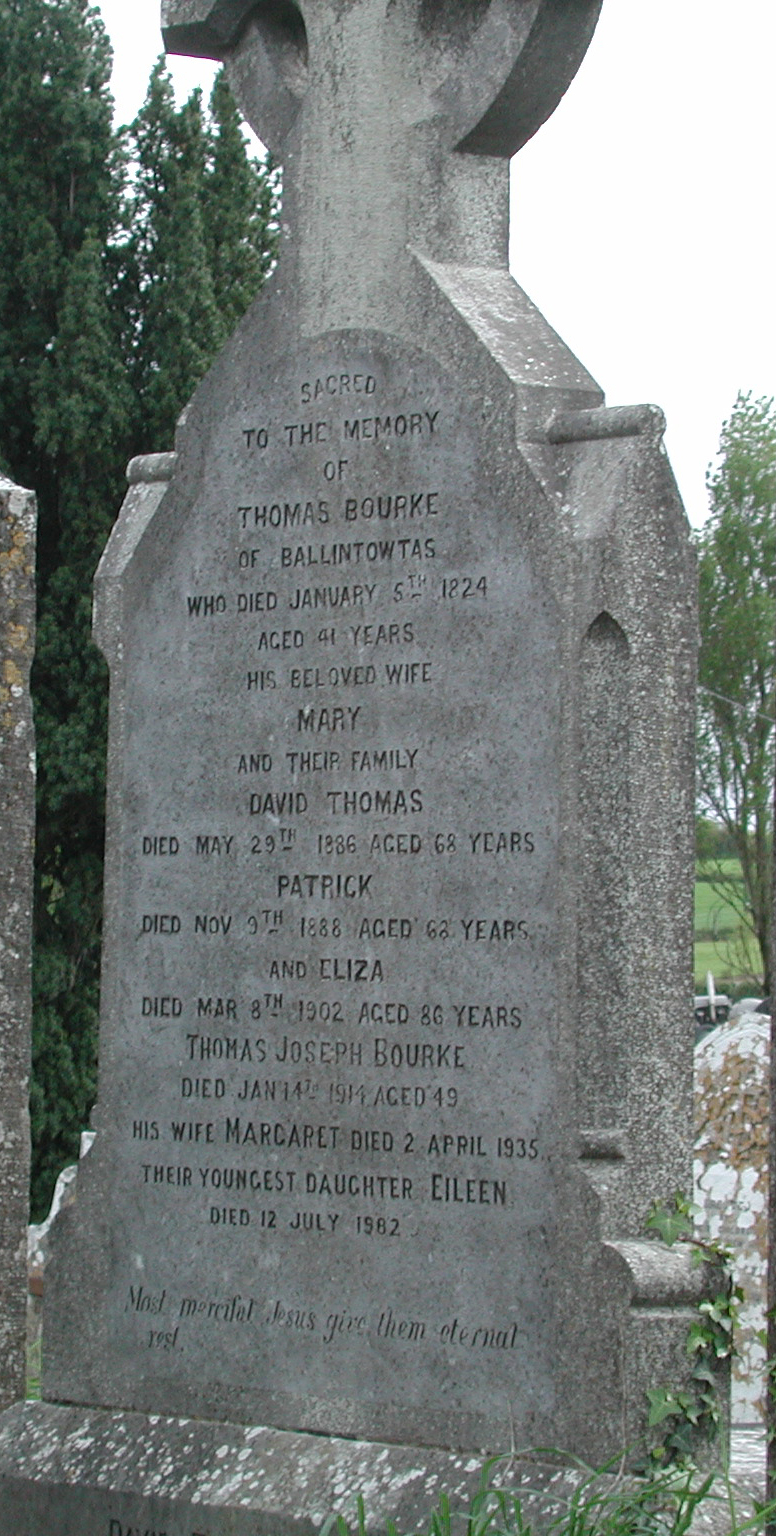 SACRED
TO THE MEMORY
OF
THOMAS BOURKE
OF BALLINTOWTAS
WHO DIED JANUARY 5TH 1824
AGED 41 YEARS
HIS BELOVED WIFE
MARY
AND THEIR FAMILY
DAVID THOMAS
DIED MAY 29TH 1886 AGED 68 YEARS
PATRICK
DIED NOV 9TH 1888 AGED 68 YEARS
AND ELIZA
DIED MAR 8TH 1902 AGED 86 YEARS
THOMAS JOSEPH BOURKE
DIED JAN 14TH 1914 AGED 49
HIS WIFE MARGARET DIED 2 APRIL 1935.
THEIR YOUNGEST DAUGHTER EILEEN
DIED 12 JULY 1982.
Most merciful Jesus give them eternal
rest.
DAVID